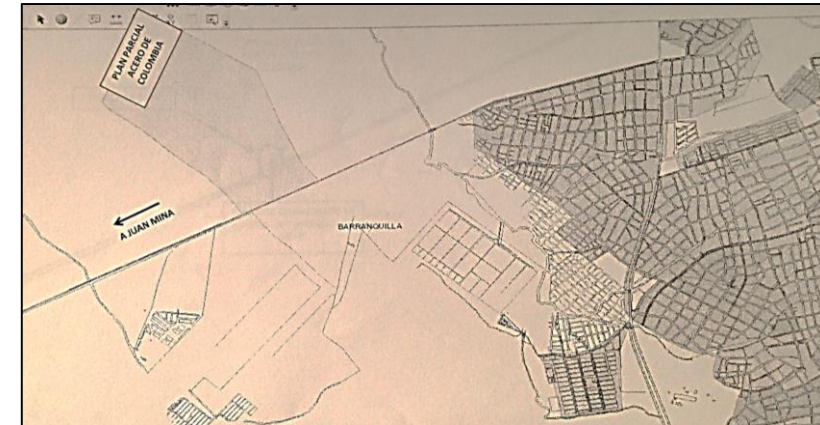 PLAN PARCIAL
ACERO DE
COLOMBIA
A JUAN MINA
BARRANQUILLA